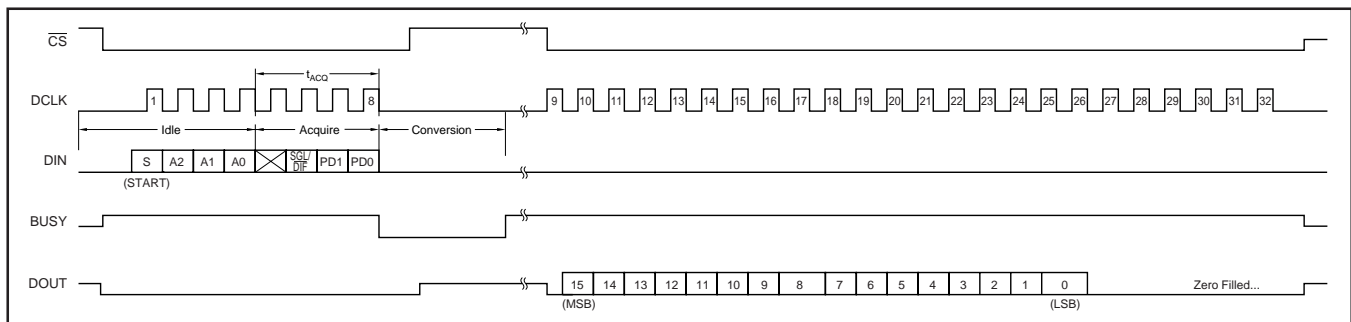 CS
tACQ
DCLK 1 8 9 10 11 12 13 14 15 16 17 18 19 20 21 22 23 24 25 26 27 28 29 30 31 32
Idle Acquire Conversion
DIN S A2 A1 A0 SGL/DIF PD1 PD0
(START)
BUSY
DOUT 15 14 13 12 11 10 9 8 7 6 5 4 3 2 1 0 Zero Filled...
(MSB) (LSB)